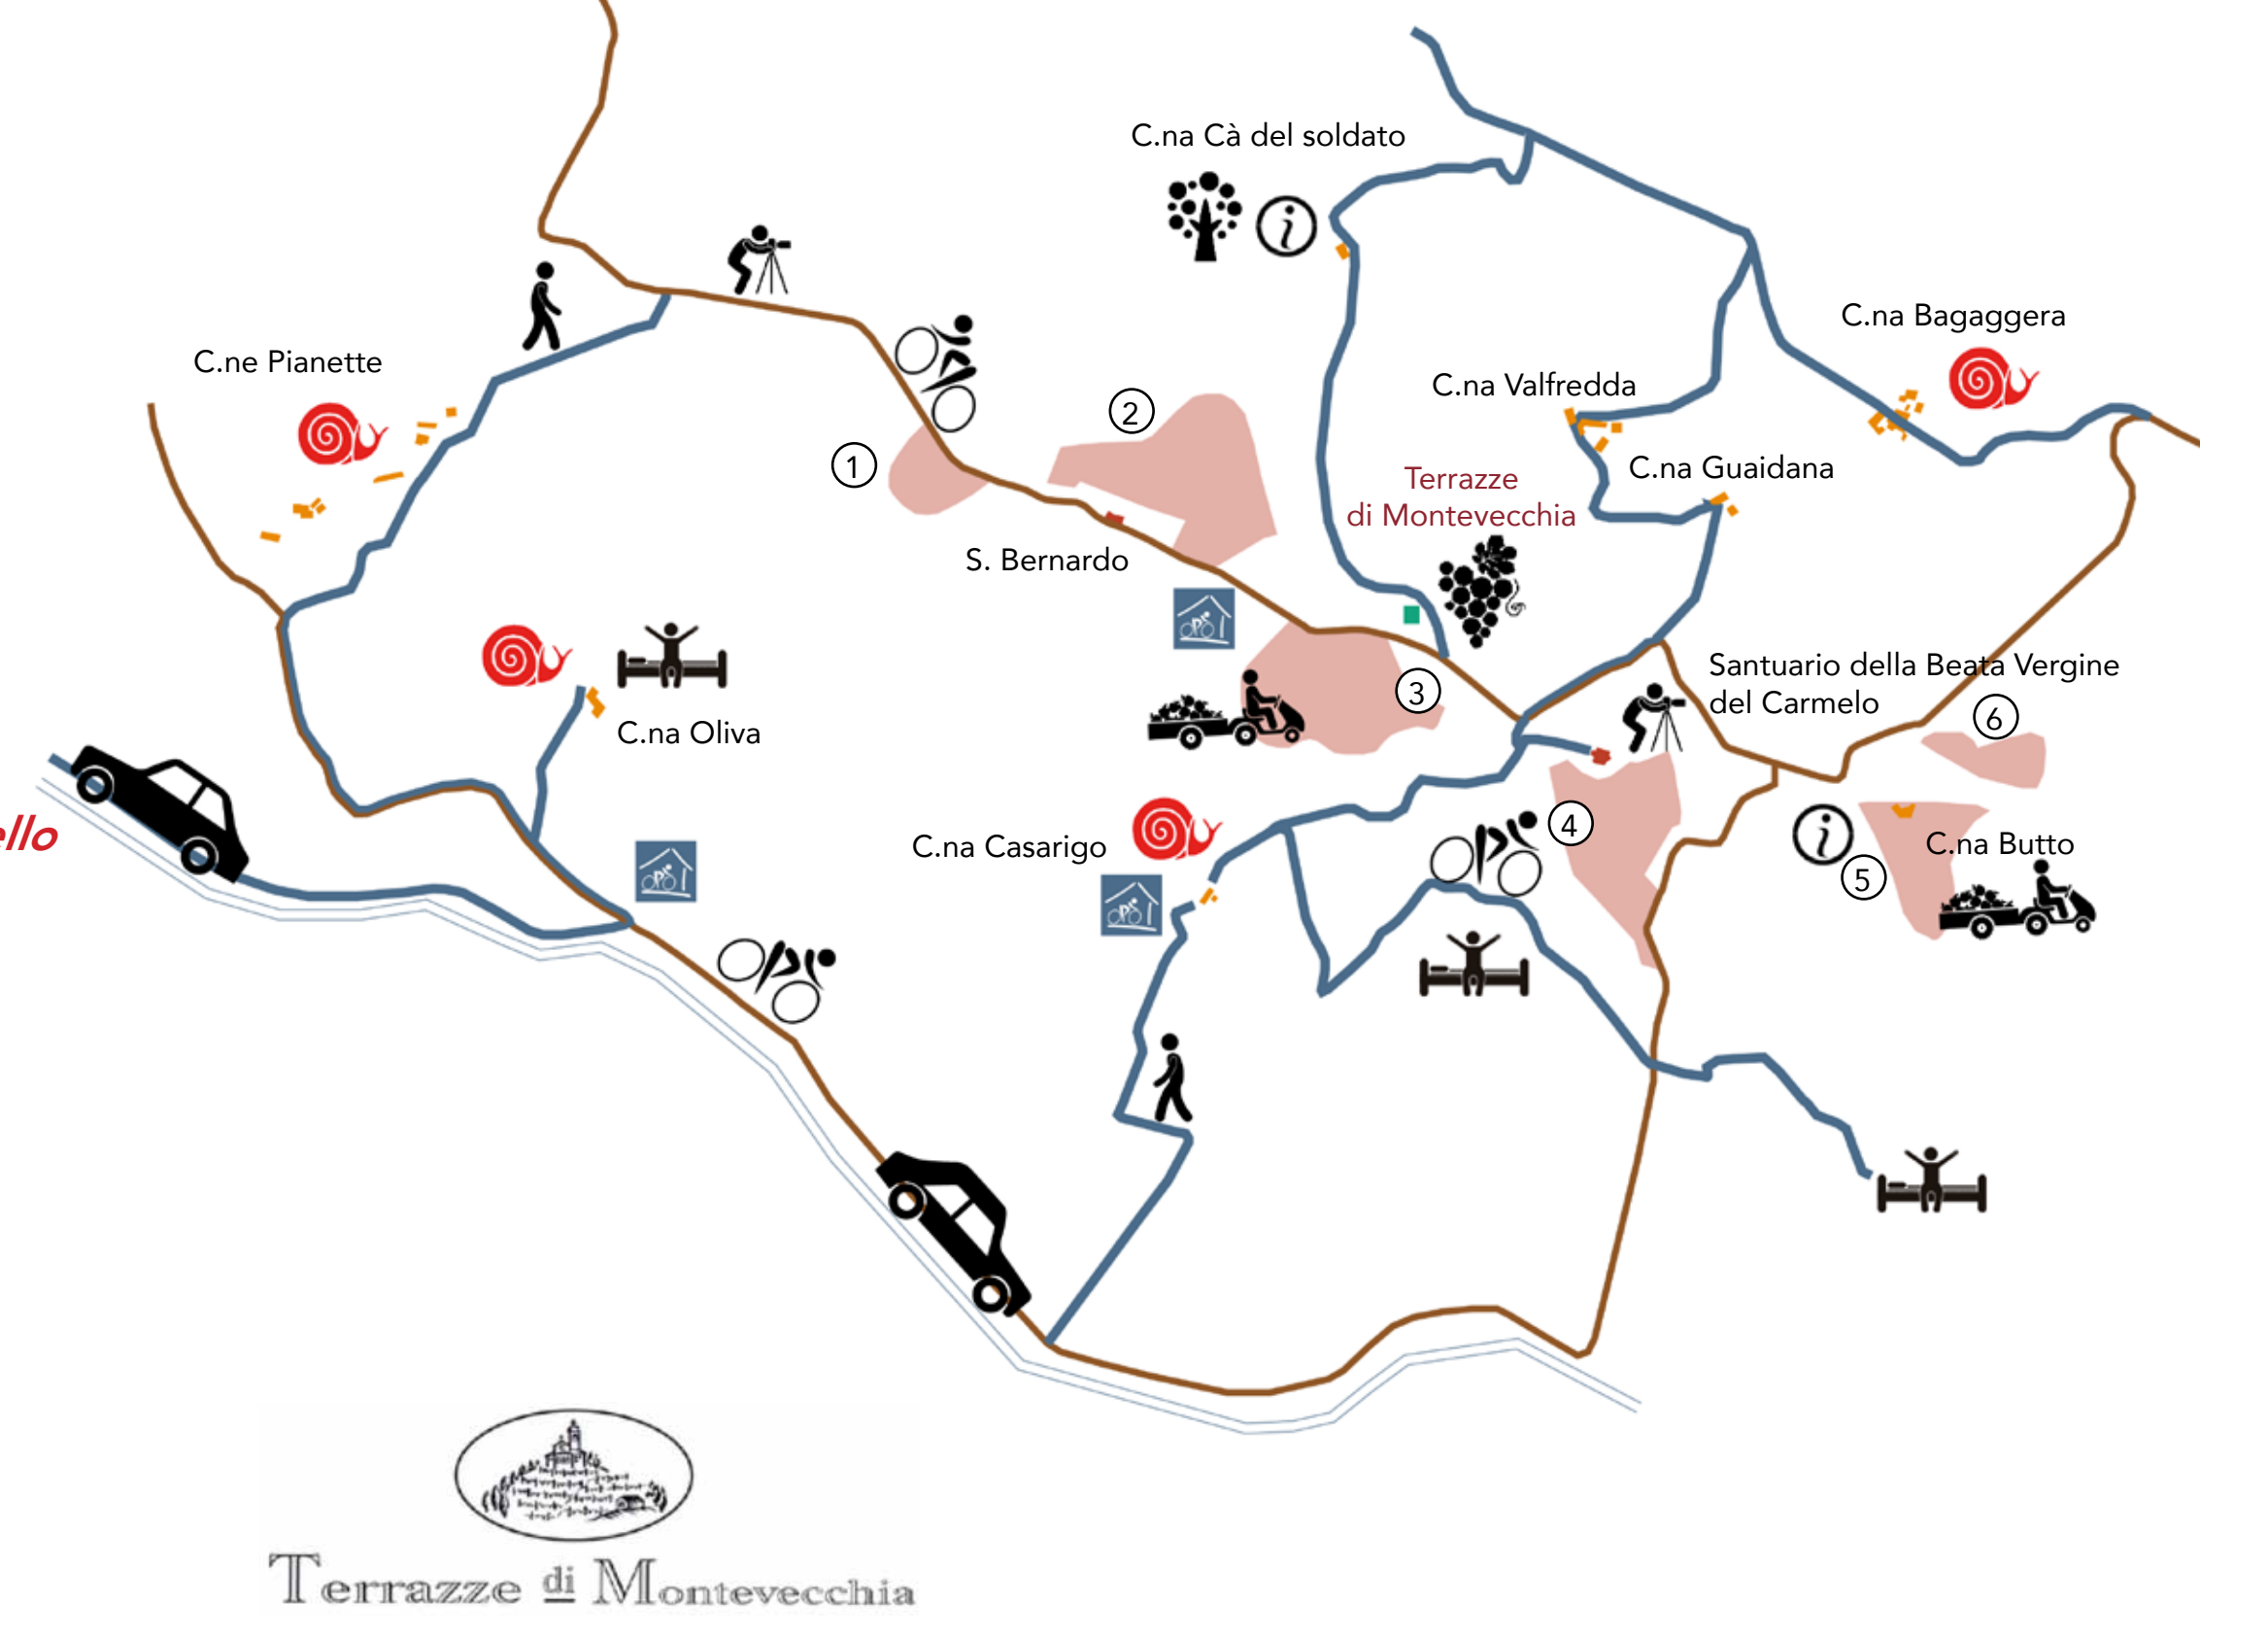 C.na Cà del soldato
C.na Bagaggera
C.ne Pianette
C.na Valfredda
2
1
C.na Guaidana
Terrazze
di Montevecchia
S. Bernardo
Santuario della Beata Vergine
del Carmelo
3
6
C.na Oliva
ello
4
C.na Casarigo
C.na Butto
5
Terrazze di Montevecchia